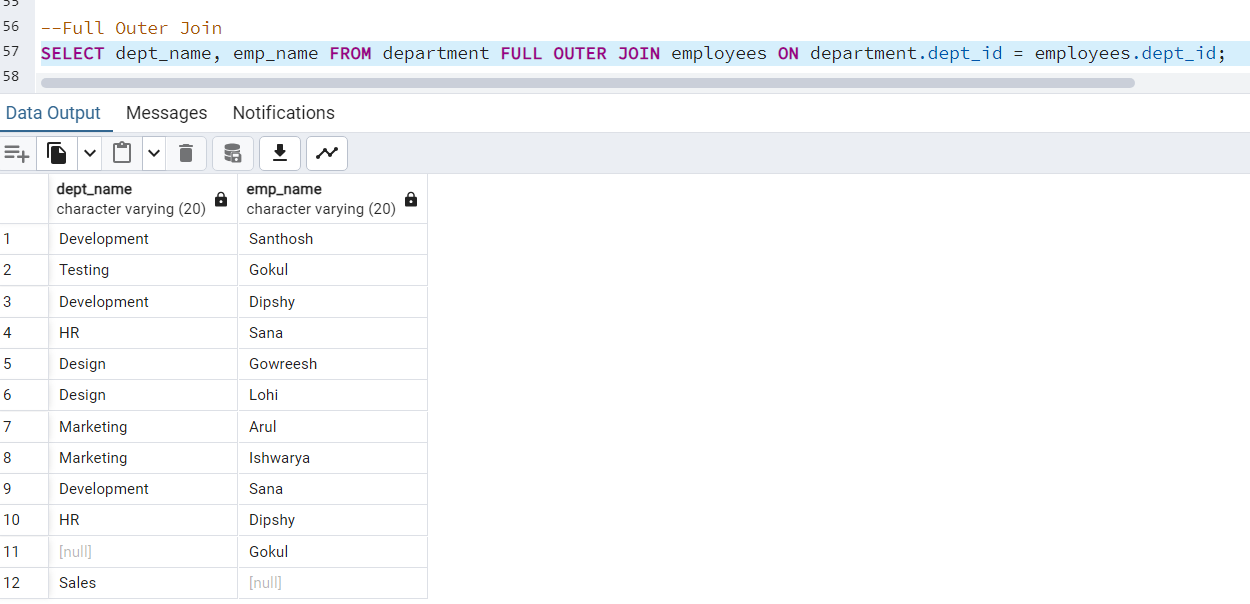 55
56 --Full Outer Join
57 SELECT dept_name, emp_name FROM department FULL OUTER JOIN employees ON department.dept_id = employees.dept_id;
58
Data Output Messages Notifications
dept_name emp_name
character varying (20) character varying (20)
1 Development Santhosh
2 Testing Gokul
3 Development Dipshy
4 HR Sana
5 Design Gowreesh
6 Design Lohi
7 Marketing Arul
8 Marketing Ishwarya
9 Development Sana
10 HR Dipshy
11 [null] Gokul
12 Sales [null]